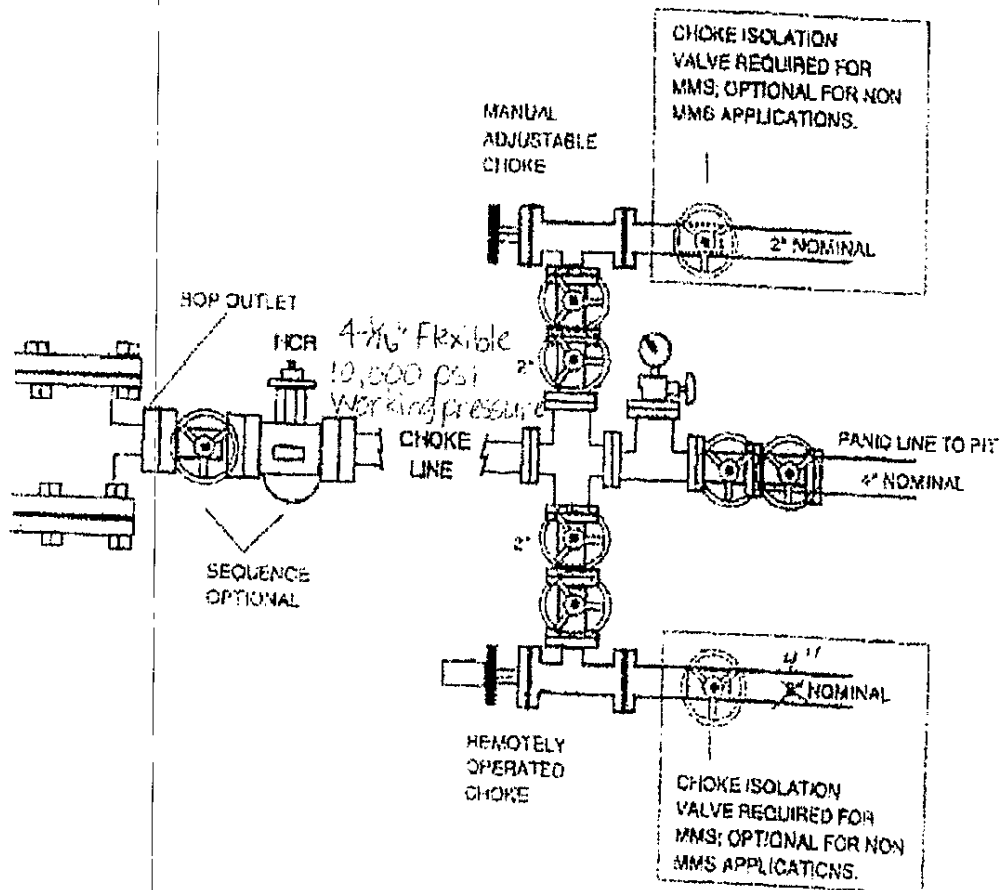 CHOKE ISOLATION
VALVE REQUIRED FOR
MMS; OPTIONAL FOR NON
MMS APPLICATIONS.
MANUAL
ADJUSTABLE
CHOKE
2" NOMINAL
BOP OUTLET
HCR
4-1/16" Flexible
10,000 psi
Working pressure
2"
CHOKE
LINE
PANIC LINE TO PIT
4" NOMINAL
2"
SEQUENCE
OPTIONAL
4"
NOMINAL
REMOTELY
OPERATED
CHOKE
CHOKE ISOLATION
VALVE REQUIRED FOR
MMS; OPTIONAL FOR NON
MMS APPLICATIONS.